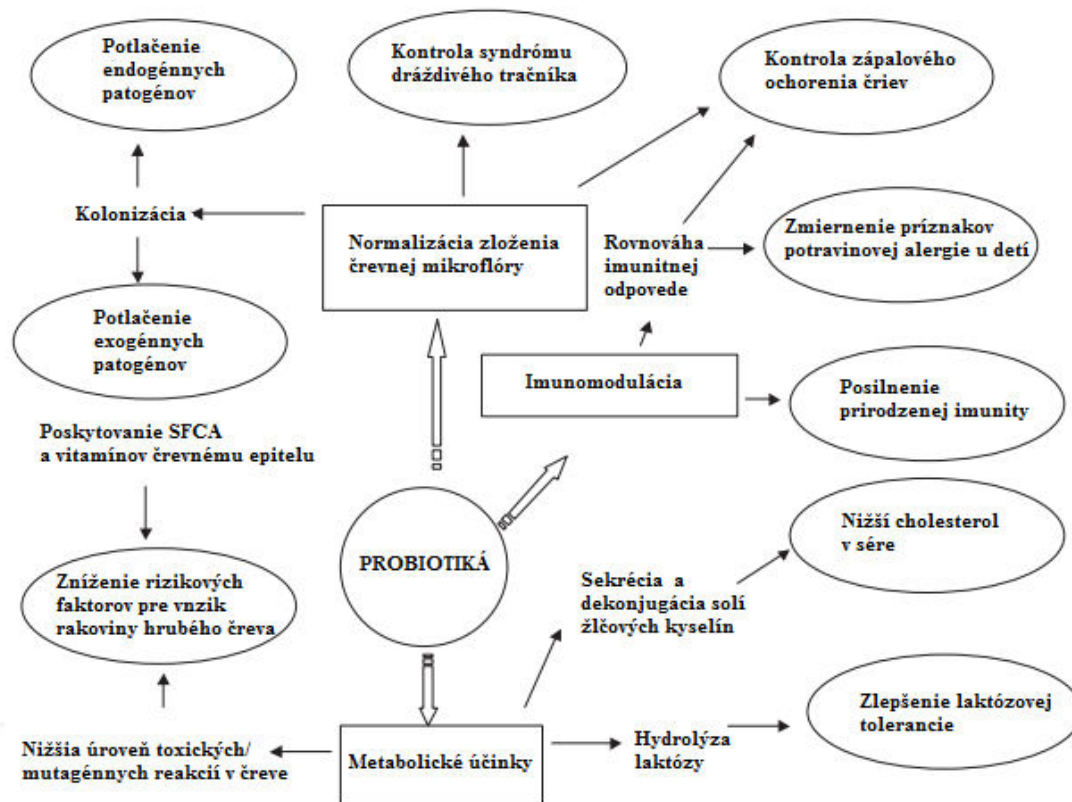 Potlačenie
endogénnych
patogénov
Kontrola syndrómu
dráždivého tračníka
Kontrola zápalového
ochorenia čriev
Kolonizácia
Normalizácia zloženia
črevnej mikroflóry
Rovnováha
imunitnej
odpovede
Zmiernenie príznakov
potravinovej alergie u detí
Potlačenie
exogénnych
patogénov
Imunomodulácia
Posilnenie
prirodzenej imunity
Poskytovanie SFCA
a vitamínov črevnému epitelu
Nižší cholesterol
v sére
PROBIOTIKÁ
Zníženie rizikových
faktorov pre vnzik
rakoviny hrubého čreva
Sekrécia a
dekonjugácia solí
žlčových kyselín
Zlepšenie laktózovej
tolerancie
Nižšia úroveň toxických/
mutagénnych reakcií v čreve
Metabolické účinky
Hydrolýza
laktózy